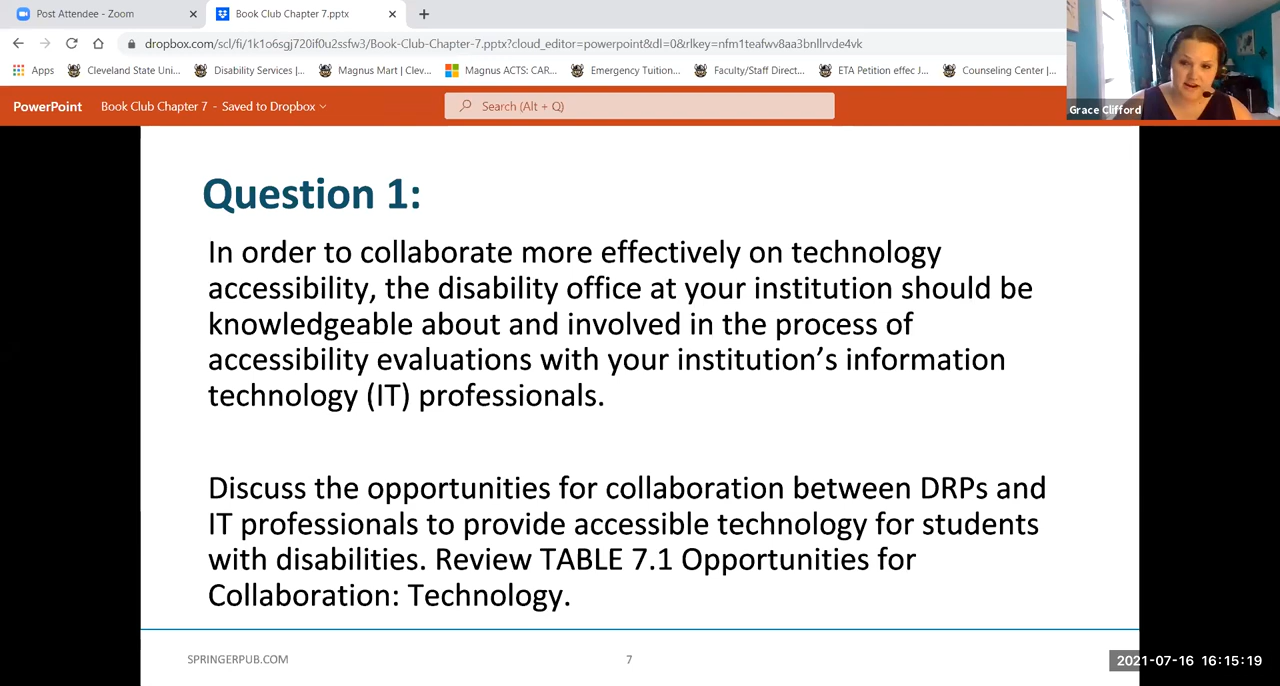 Post Attendee - Zoom
Book Club Chapter 7.pptx
dropbox.com/scl/fi/1k1o6sgj720if0u2ssfw3/Book-Club-Chapter-7.pptx?cloud_editor=powerpoint&dl=0&rlkey=nfm1teafwv8aa3bnllrvde4vk
Apps
Cleveland State Uni...
Disability Services |...
Magnus Mart | Clev...
Magnus ACTS: CAR...
Emergency Tuition...
Faculty/Staff Direct...
ETA Petition effec J...
Counseling Center |...
PowerPoint
Book Club Chapter 7 - Saved to Dropbox
Search (Alt + Q)
Grace Clifford
Question 1:
In order to collaborate more effectively on technology
accessibility, the disability office at your institution should be
knowledgeable about and involved in the process of
accessibility evaluations with your institution’s information
technology (IT) professionals.
Discuss the opportunities for collaboration between DRPs and
IT professionals to provide accessible technology for students
with disabilities. Review TABLE 7.1 Opportunities for
Collaboration: Technology.
SPRINGERPUB.COM
7
2021-07-16 16:15:19